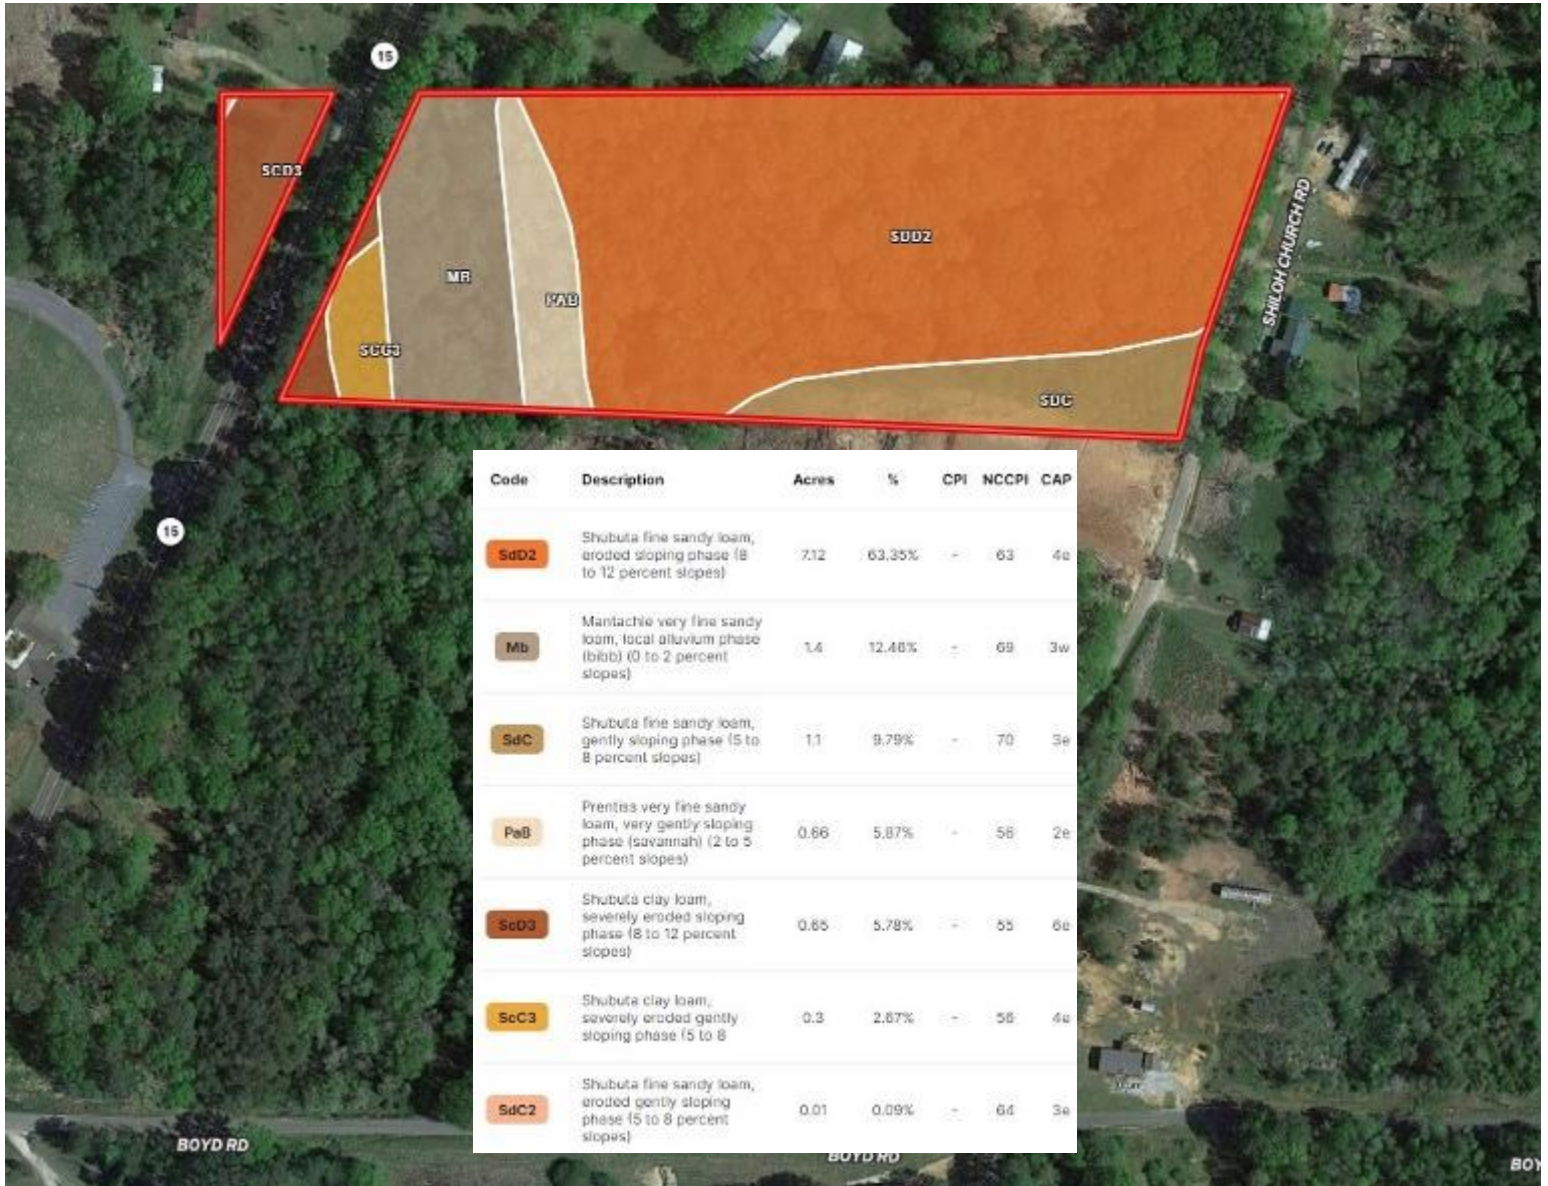 15
SCD3
SDD2
SHILOH CHURCH RD
MB
PAB
SCC3
SDC
Code Description Acres % CPI NCCPI CAP
Shubuta fine sandy loam,
eroded sloping phase (8
SdD2 7.12 63.35% - 63 4e
to 12 percent slopes)
Mantachie very fine sandy
loam, local alluvium phase
Mb 1.4 12.46% - 69 3w
(bibb) (0 to 2 percent
slopes)
Shubuta fine sandy loam,
SdC gently sloping phase (5 to 1.1 9.79% - 70 3e
8 percent slopes)
Prentiss very fine sandy
loam, very gently sloping
PaB 0.66 5.87% - 56 2e
phase (savannah) (2 to 5
percent slopes)
Shubuta clay loam,
severely eroded sloping
ScD3 0.65 5.78% - 55 6e
phase (8 to 12 percent
slopes)
Shubuta clay loam,
ScC3 severely eroded gently 0.3 2.67% - 56 4e
sloping phase (5 to 8
Shubuta fine sandy loam,
eroded gently sloping
SdC2 0.01 0.09% - 64 3e
phase (5 to 8 percent
slopes)
15
BOYD RD
BOYD RD
BOY